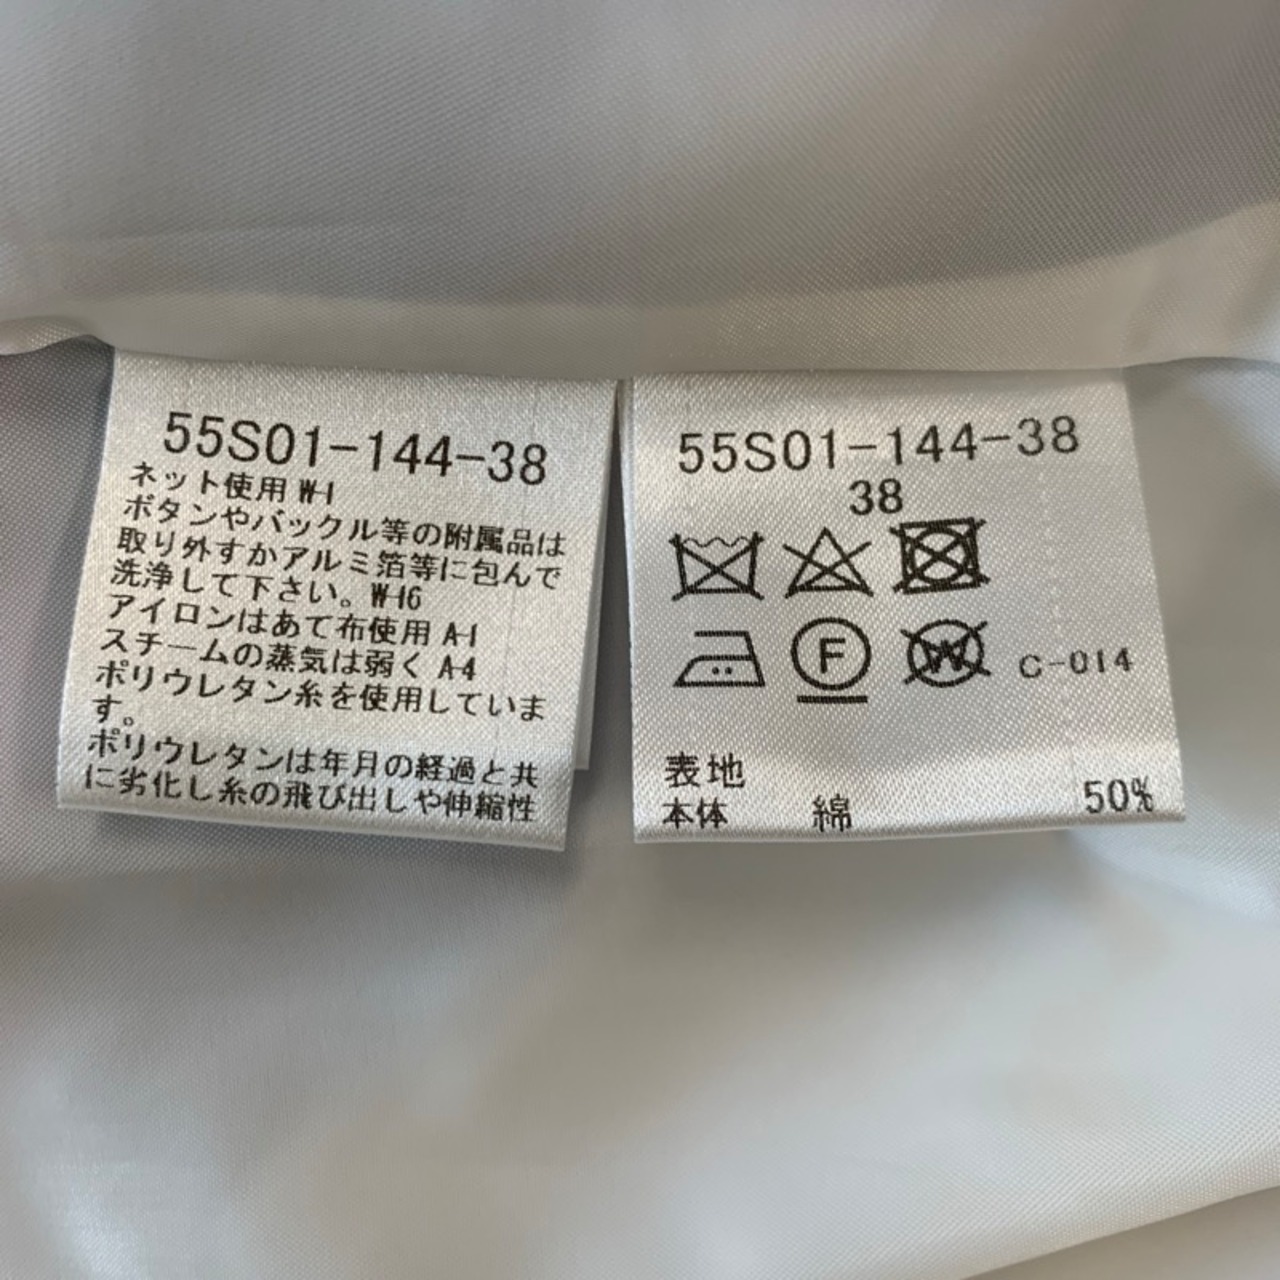 55S01-144-38
ネット使用 W-1
ボタンやバックル等の附属品は
取り外すかアルミ箔等に包んで
洗浄して下さい。W-16
アイロンはあて布使用 A-1
スチームの蒸気は弱く A-4
ポリウレタン糸を使用していま
す。
ポリウレタンは年月の経過と共
に劣化し糸の飛び出しや伸縮性
55S01-144-38
38
F W C-014
表地
本体 綿 50%